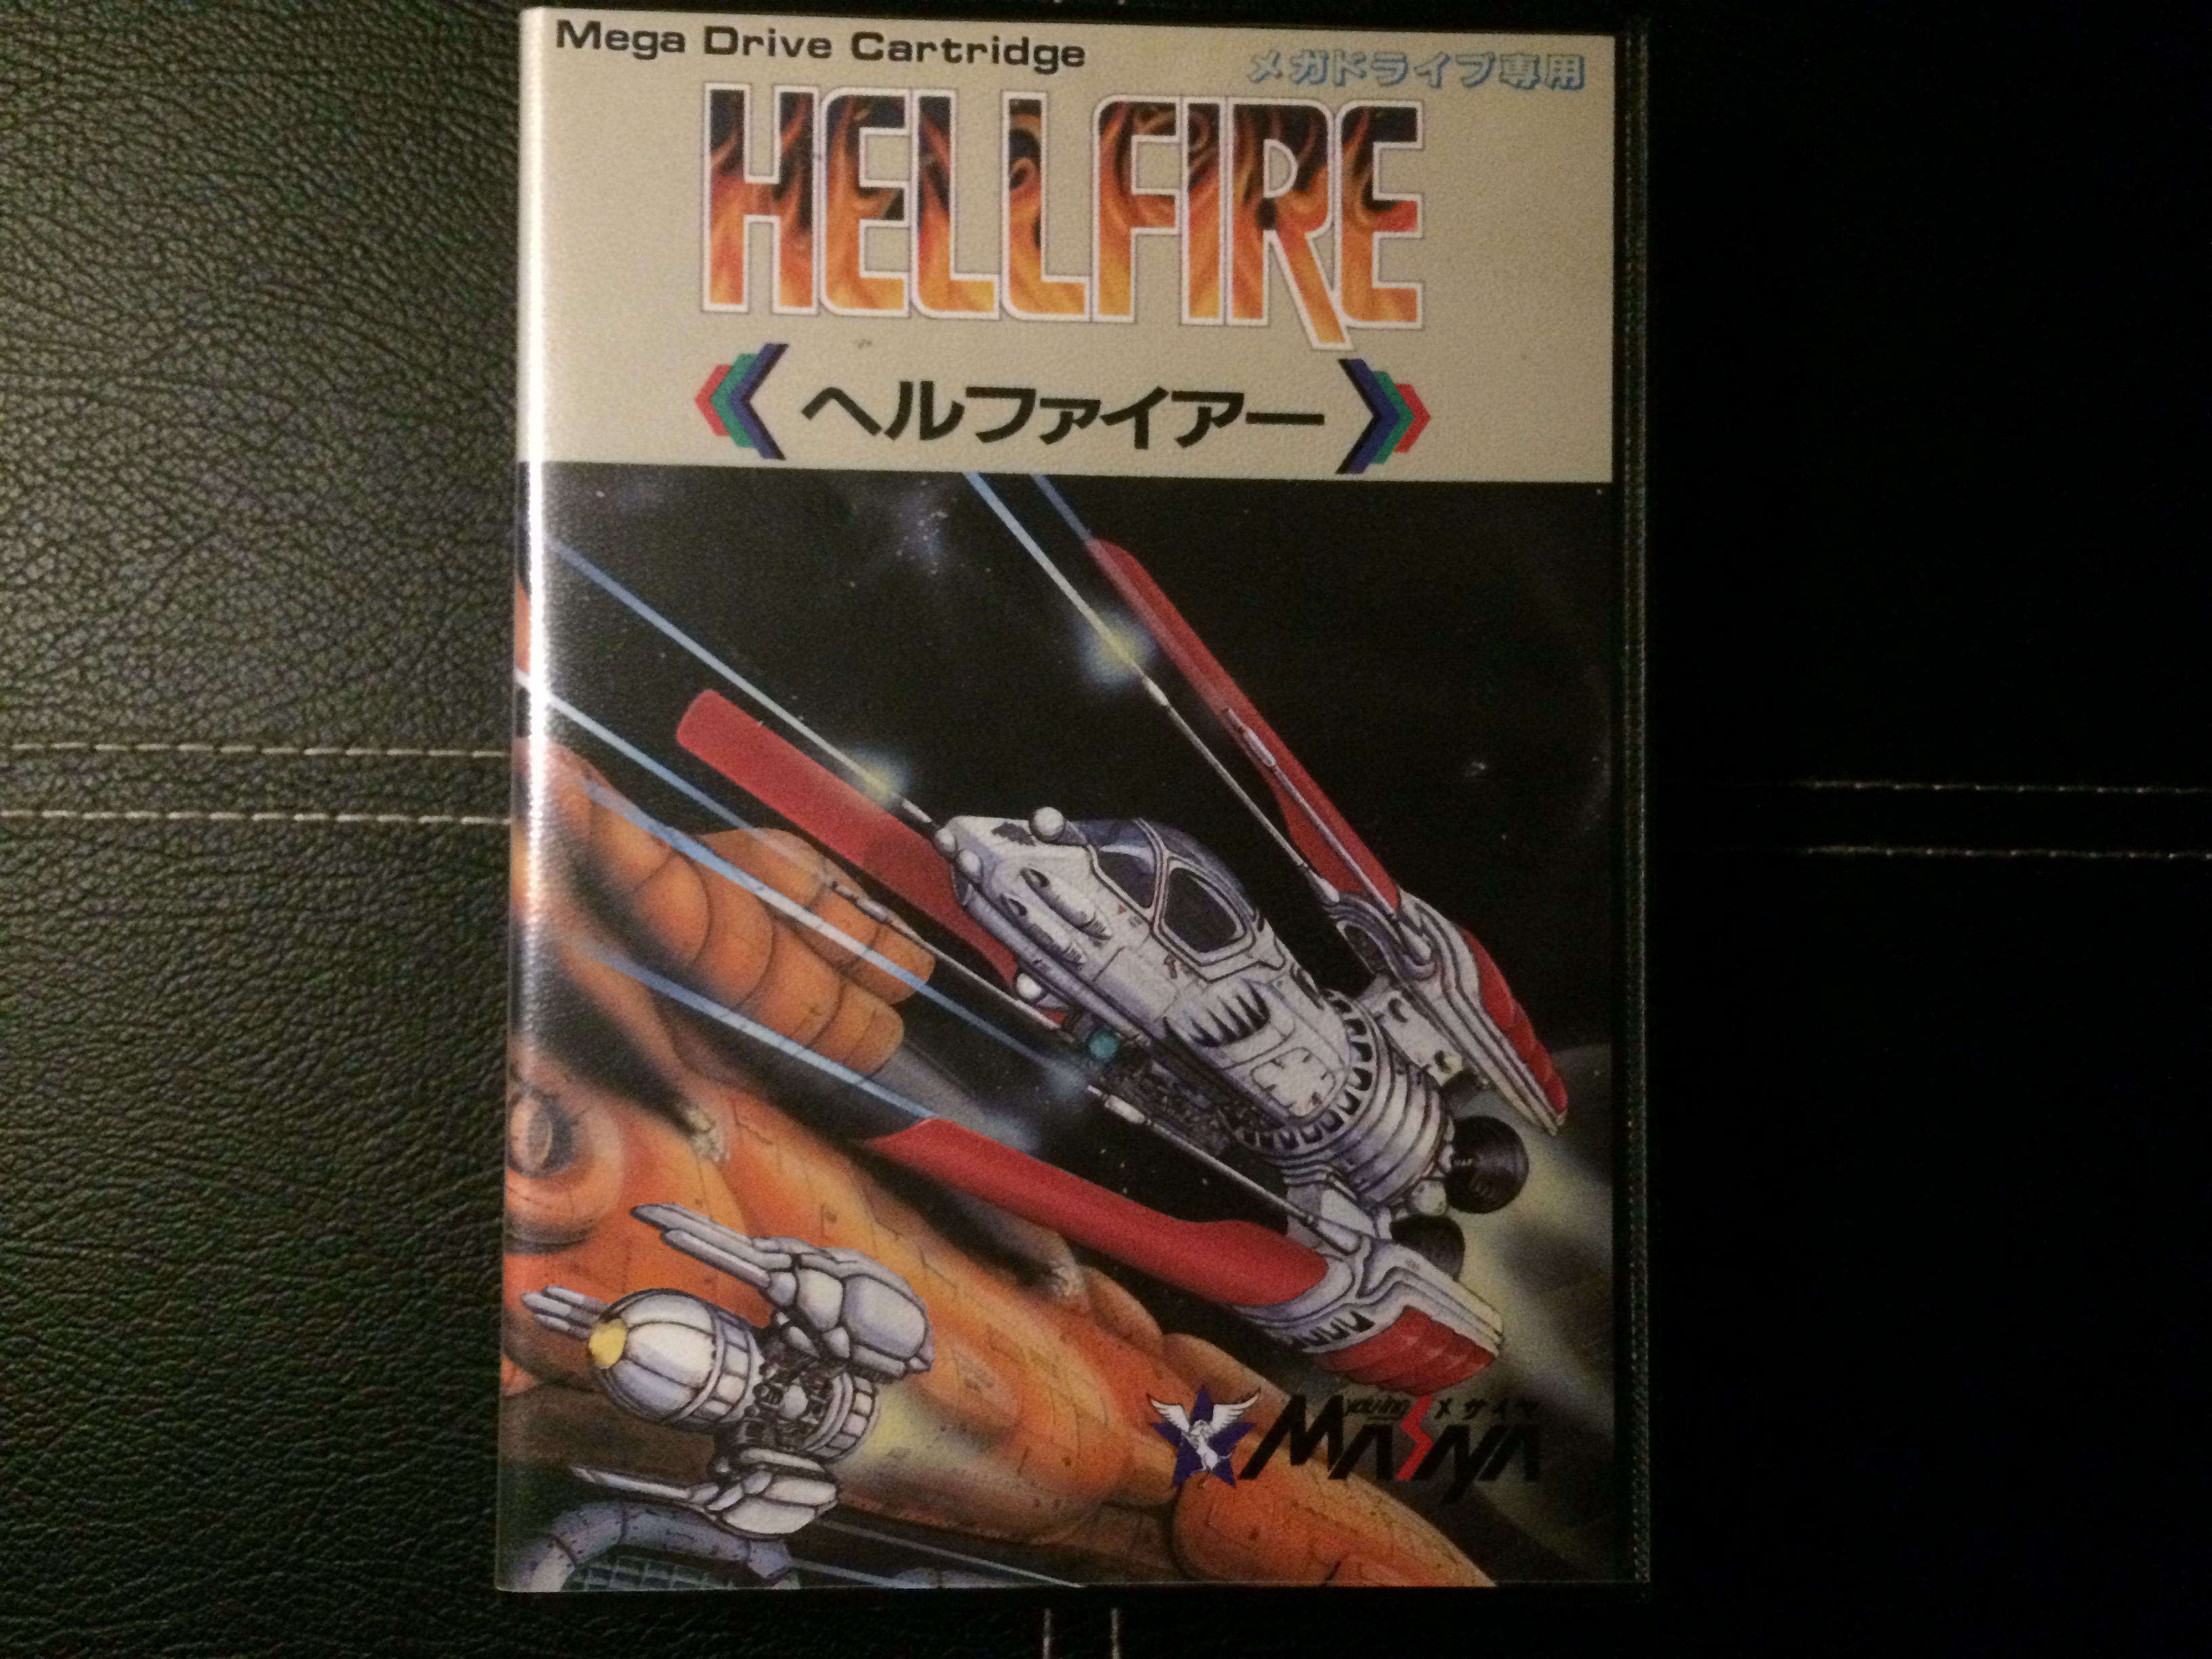 Mega Drive Cartridge
メガドライブ専用
HELLFIRE
ヘルファイアー
メサイヤ
MASAYA